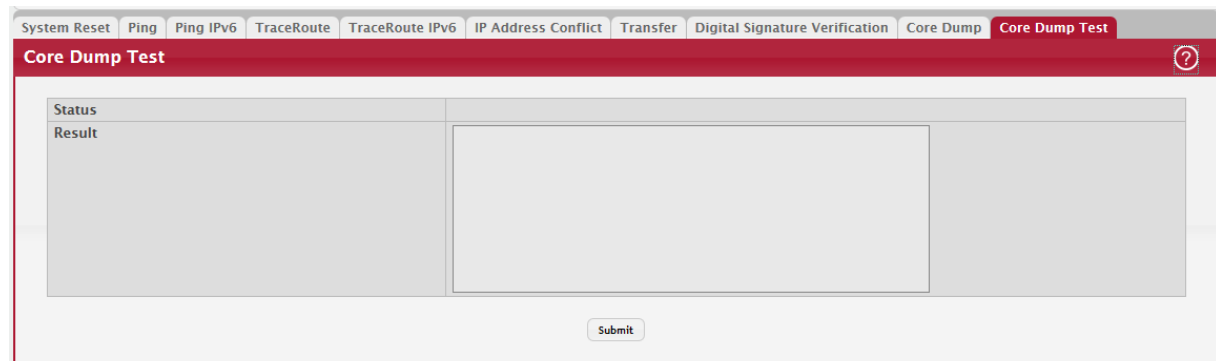 System Reset Ping Ping IPv6 TraceRoute TraceRoute IPv6 IP Address Conflict Transfer Digital Signature Verification Core Dump Core Dump Test
Core Dump Test ?
Status
Result
Submit